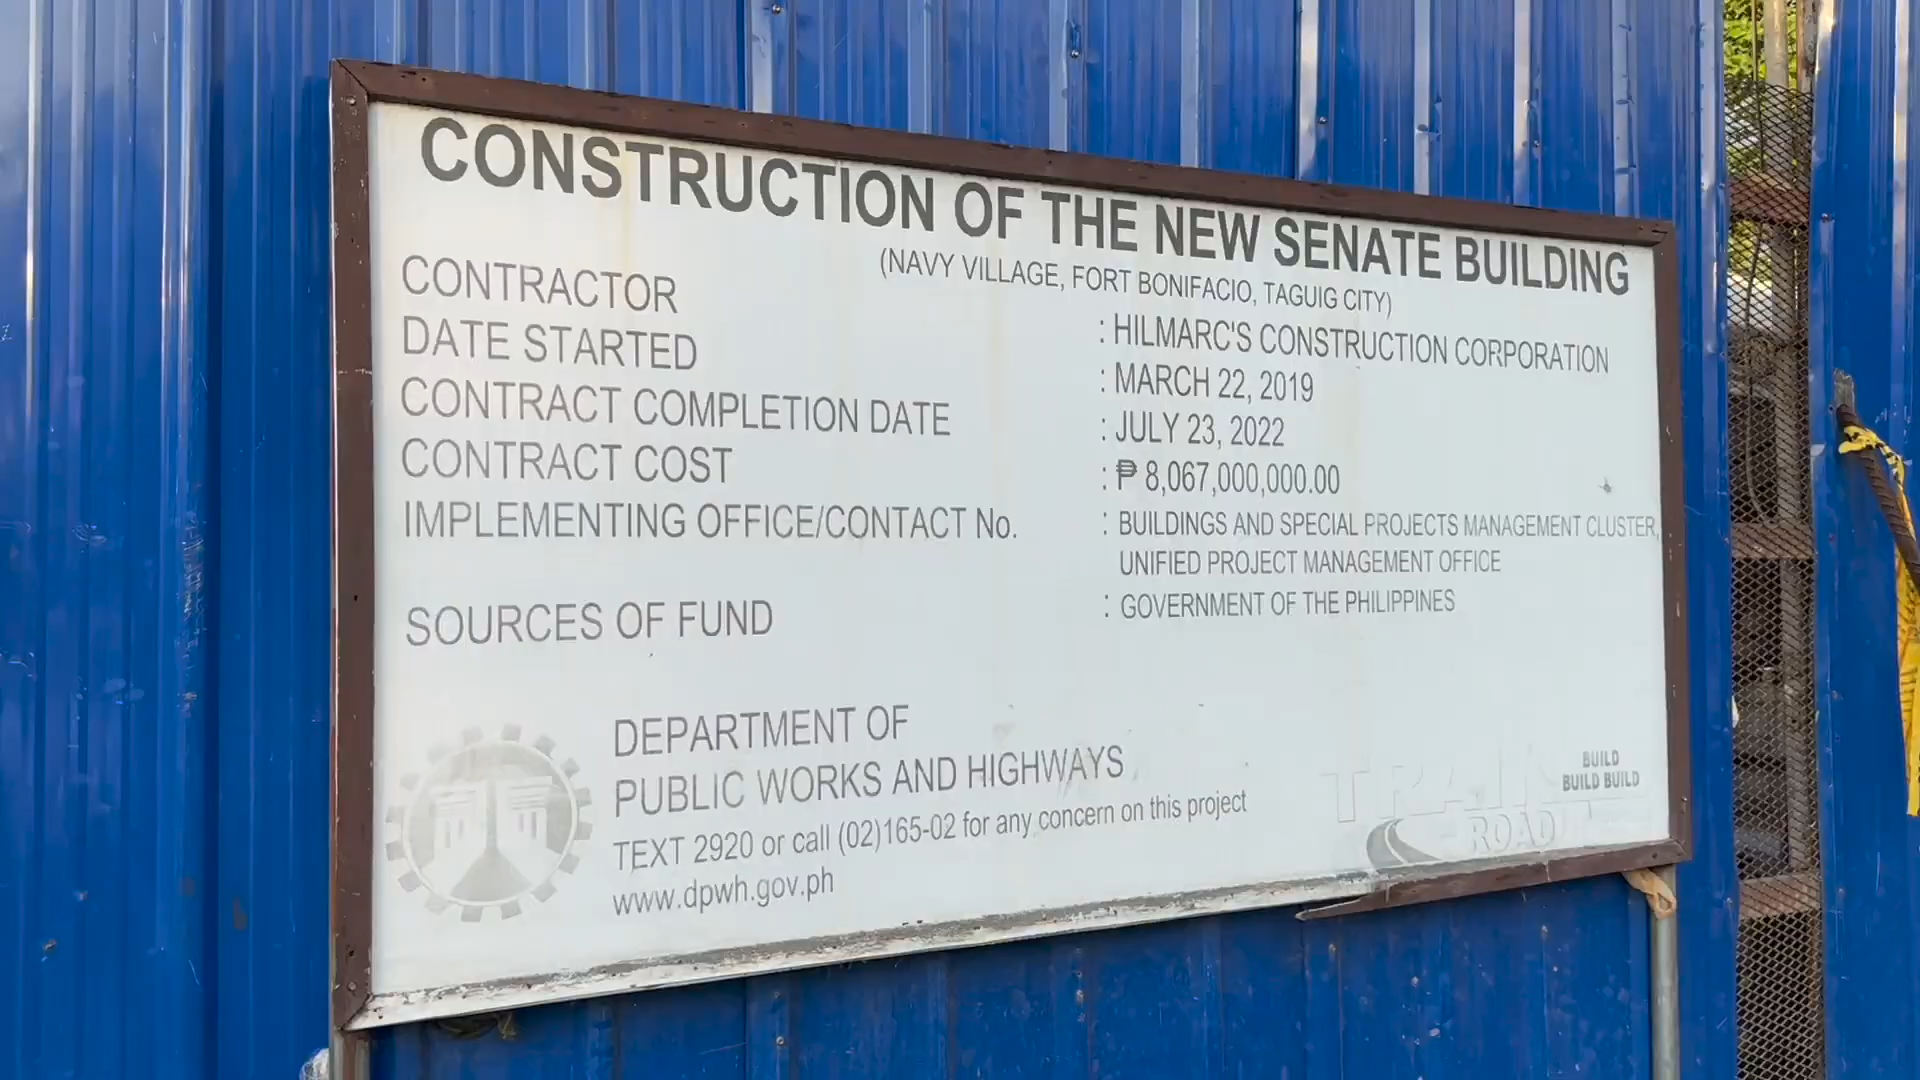 CONSTRUCTION OF THE NEW SENATE BUILDING
(NAVY VILLAGE, FORT BONIFACIO, TAGUIG CITY)
CONTRACTOR : HILMARC'S CONSTRUCTION CORPORATION
DATE STARTED : MARCH 22, 2019
CONTRACT COMPLETION DATE : JULY 23, 2022
CONTRACT COST : ₱ 8,067,000,000.00
IMPLEMENTING OFFICE/CONTACT No. : BUILDINGS AND SPECIAL PROJECTS MANAGEMENT CLUSTER,
UNIFIED PROJECT MANAGEMENT OFFICE
SOURCES OF FUND : GOVERNMENT OF THE PHILIPPINES
DEPARTMENT OF
PUBLIC WORKS AND HIGHWAYS
TEXT 2920 or call (02)165-02 for any concern on this project
www.dpwh.gov.ph
TRAIN
ROAD
BUILD
BUILD BUILD